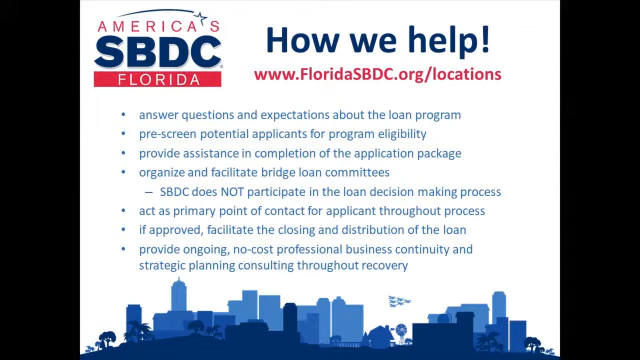 AMERICA'S
SBDC
FLORIDA
How we help!
www.FloridaSBDC.org/locations
• answer questions and expectations about the loan program
• pre-screen potential applicants for program eligibility
• provide assistance in completion of the application package
• organize and facilitate bridge loan committees
– SBDC does NOT participate in the loan decision making process
• act as primary point of contact for applicant throughout process
• if approved, facilitate the closing and distribution of the loan
• provide ongoing, no-cost professional business continuity and
strategic planning consulting throughout recovery